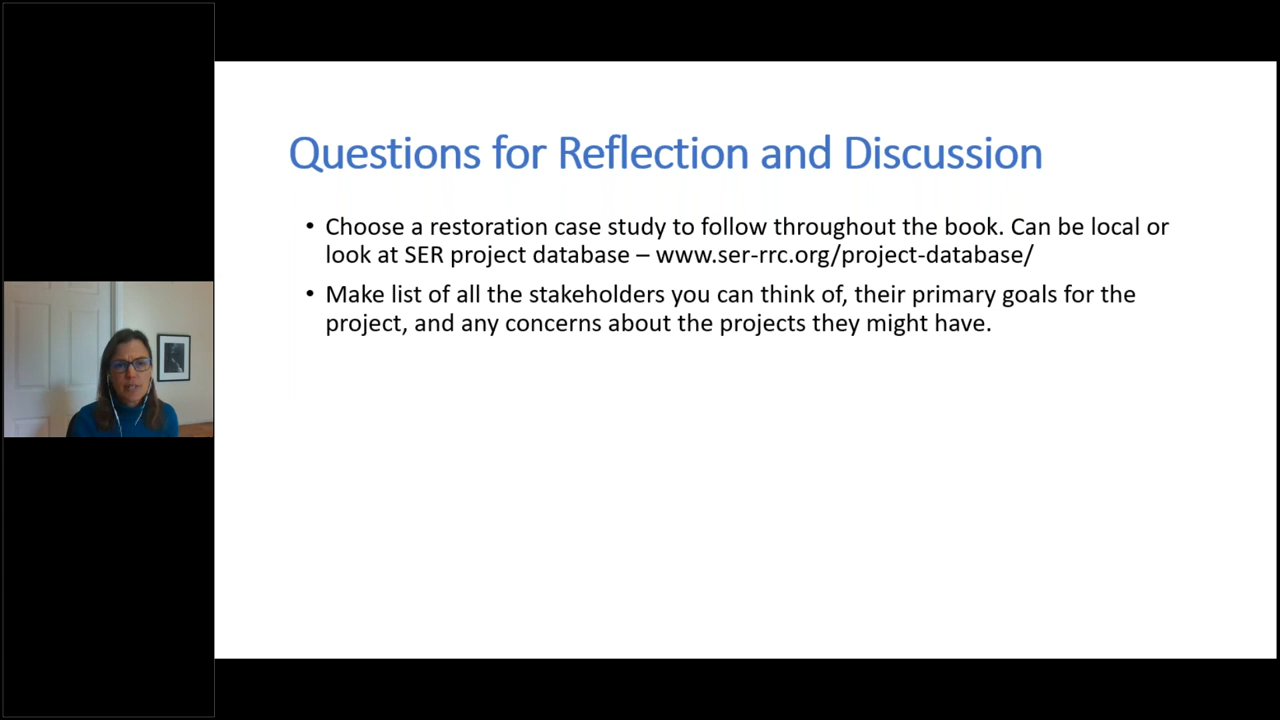 Questions for Reflection and Discussion
• Choose a restoration case study to follow throughout the book. Can be local or
look at SER project database – www.ser-rrc.org/project-database/
• Make list of all the stakeholders you can think of, their primary goals for the
project, and any concerns about the projects they might have.